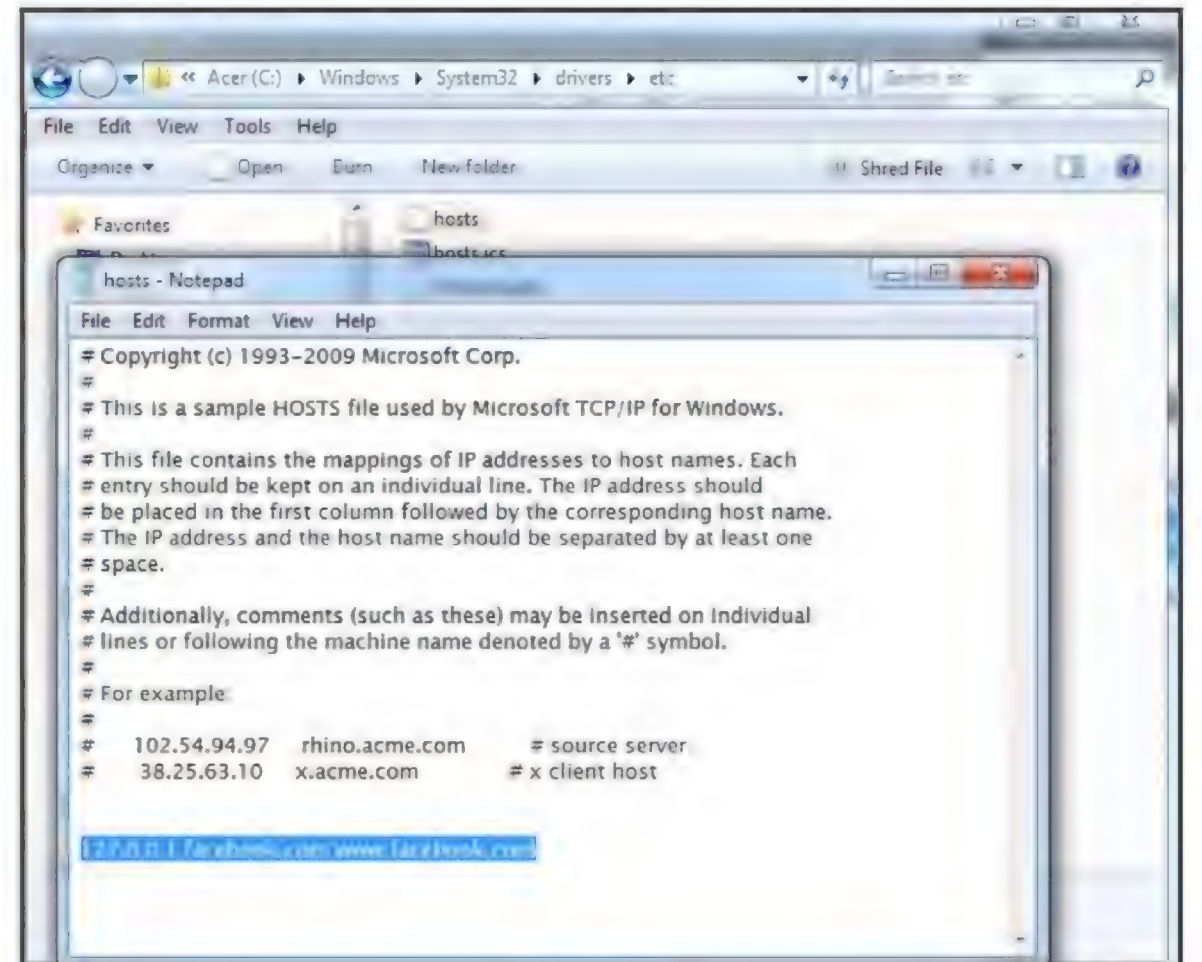 « Acer (C:) ▸ Windows ▸ System32 ▸ drivers ▸ etc
File Edit View Tools Help
Organize Open Burn New folder Shred File
Favorites
hosts
hosts.ics
hosts - Notepad
File Edit Format View Help
# Copyright (c) 1993-2009 Microsoft Corp.
#
# This is a sample HOSTS file used by Microsoft TCP/IP for Windows.
#
# This file contains the mappings of IP addresses to host names. Each
# entry should be kept on an individual line. The IP address should
# be placed in the first column followed by the corresponding host name.
# The IP address and the host name should be separated by at least one
# space.
#
# Additionally, comments (such as these) may be inserted on individual
# lines or following the machine name denoted by a '#' symbol.
#
# For example:
#
# 102.54.94.97 rhino.acme.com # source server
# 38.25.63.10 x.acme.com # x client host
127.0.0.1 facebook.com www.facebook.com